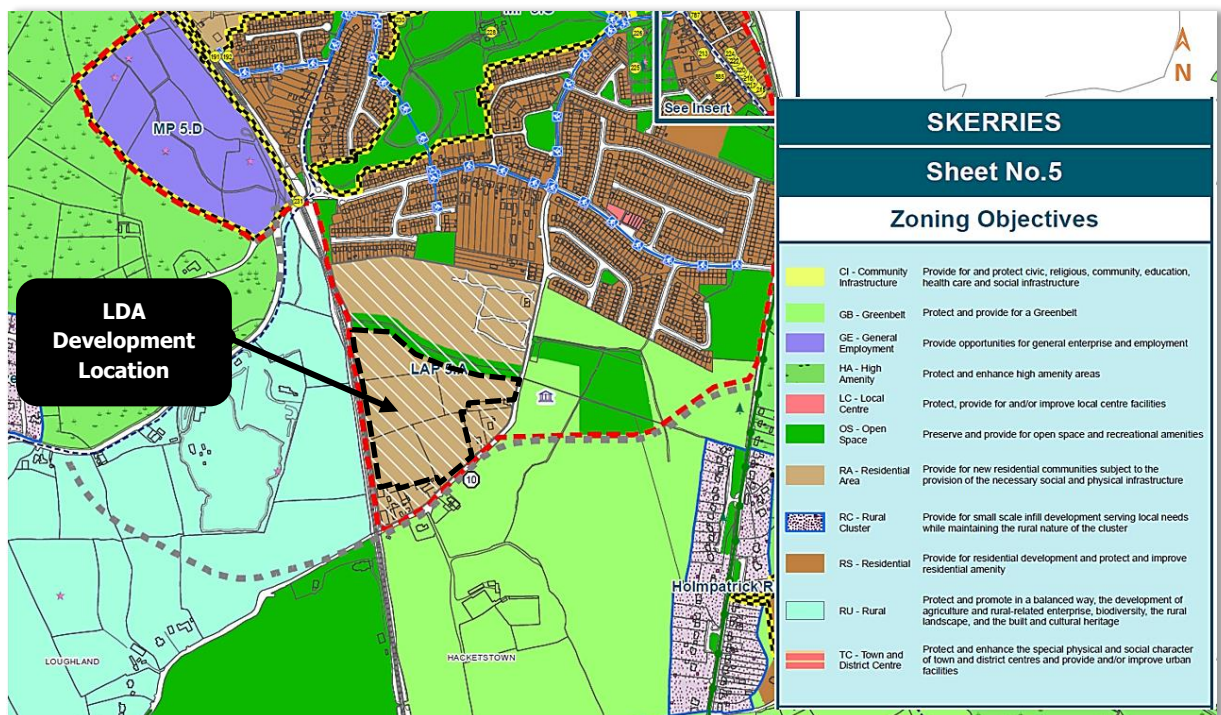 MP 5.D
See Insert
N
LDA
Development
Location
LAP 5.A
10
231
LOUGHLAND
HACKETSTOWN
Holmpatrick R
SKERRIES
Sheet No.5
Zoning Objectives
CI - Community
Infrastructure
Provide for and protect civic, religious, community, education,
health care and social infrastructure
GB - Greenbelt
Protect and provide for a Greenbelt
GE - General
Employment
Provide opportunities for general enterprise and employment
HA - High
Amenity
Protect and enhance high amenity areas
LC - Local
Centre
Protect, provide for and/or improve local centre facilities
OS - Open
Space
Preserve and provide for open space and recreational amenities
RA - Residential
Area
Provide for new residential communities subject to the
provision of the necessary social and physical infrastructure
RC - Rural
Cluster
Provide for small scale infill development serving local needs
while maintaining the rural nature of the cluster
RS - Residential
Provide for residential development and protect and improve
residential amenity
RU - Rural
Protect and promote in a balanced way, the development of
agriculture and rural-related enterprise, biodiversity, the rural
landscape, and the built and cultural heritage
TC - Town and
District Centre
Protect and enhance the special physical and social character
of town and district centres and provide and/or improve urban
facilities